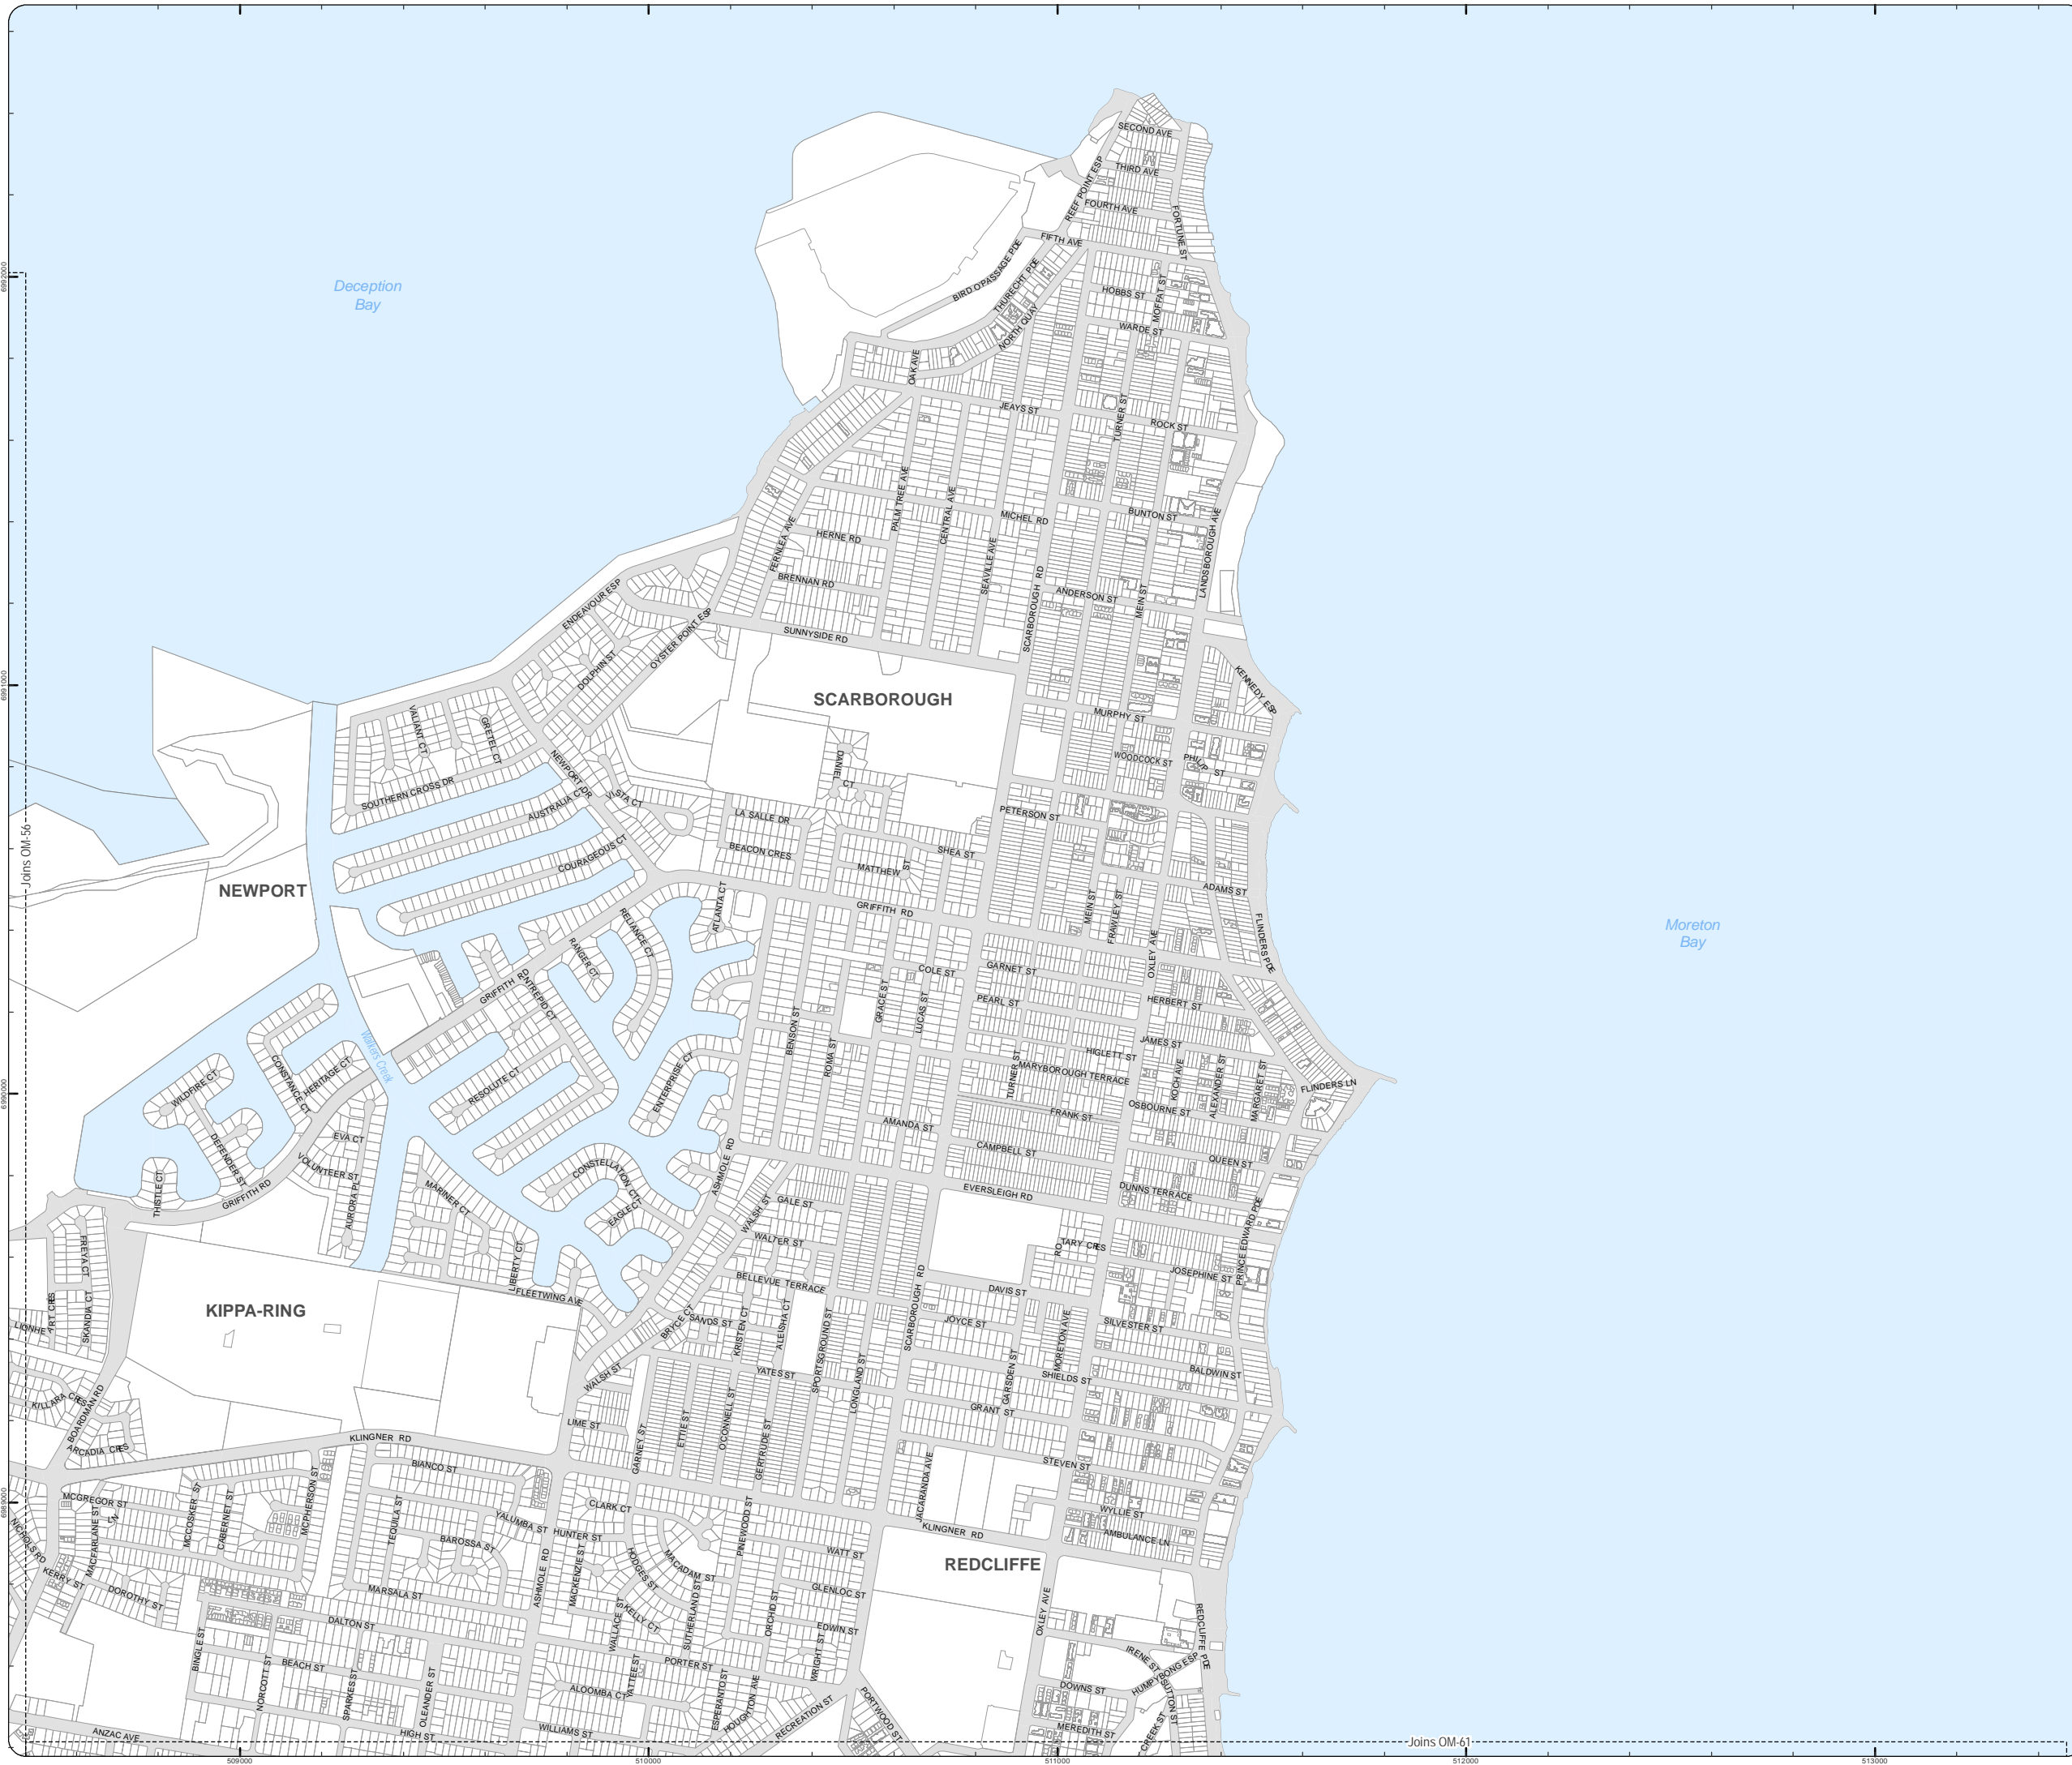 SECOND AVE
THIRD AVE
REEF POINT ESP
FOURTH AVE
FORTUNE ST
FIFTH AVE
BIRD O'PASSAGE PDE
THURECHT PDE
6992000
Deception
Bay
HOBBS ST
MOFFAT ST
NORTH QUAY
WARDE ST
OAK AVE
JEAYS ST
TURNER ST
ROCK ST
PALM TREE AVE
CENTRAL AVE
MICHEL RD
BUNTON ST
LANDSBOROUGH AVE
FERNLEA AVE
HERNE RD
SEAVILLE AVE
BRENNAN RD
ENDEAVOUR ESP
SCARBOROUGH RD
ANDERSON ST
MEIN ST
OYSTER POINT ESP
SUNNYSIDE RD
DOLPHIN ST
6991000
SCARBOROUGH
KENNEDY ESP
MURPHY ST
VALIANT CT
GRETEL CT
WOODCOCK ST
PHILIP ST
DANIEL
CT
NEWPORT DR
SOUTHERN CROSS DR
AUSTRALIA CT
VISTA CT
LA SALLE DR
PETERSON ST
BEACON CRES
SHEA ST
COURAGEOUS CT
MATTHEW ST
Joins OM-56
NEWPORT
ADAMS ST
ATLANTA CT
GRIFFITH RD
MEIN ST
FRAWLEY ST
OXLEY AVE
FLINDERS PDE
Moreton
Bay
RELIANCE CT
RANGER CT
GRIFFITH RD
INTREPID CT
COLE ST
GARNET ST
GRACE ST
LUCAS ST
PEARL ST
HERBERT ST
BENSON ST
ROMA ST
JAMES ST
HIGLETT ST
Walkers Creek
CONSTANCE CT
HERITAGE CT
WILDFIRE CT
RESOLUTE CT
ENTERPRISE CT
TURNER ST
MARYBOROUGH TERRACE
KOCH AVE
ALEXANDER ST
MARGARET ST
FLINDERS LN
6990000
OSBOURNE ST
FRANK ST
AMANDA ST
EVA CT
DEFENDER ST
VOLUNTEER ST
CAMPBELL ST
QUEEN ST
THISTLE CT
GRIFFITH RD
AURORA PL
MARINER CT
CONSTELLATION CT
EAGLE CT
ASHMOLE RD
WALSH ST
GALE ST
EVERSLEIGH RD
DUNNS TERRACE
PRINCE EDWARD PDE
FREYA CT
WALTER ST
ROTARY CRES
LIBERTY CT
BELLEVUE TERRACE
JOSEPHINE ST
FLEETWING AVE
DAVIS ST
KIPPA-RING
SKANDIA CT
BRYCE CT
SANDS ST
KRISTEN CT
ALEISHA CT
SPORTSGROUND ST
SCARBOROUGH RD
JOYCE ST
MORETON AVE
SILVESTER ST
WALSH ST
YATES ST
LONGLAND ST
GARSDEN ST
SHIELDS ST
BALDWIN ST
KILLARA CRES
BOARDMAN RD
GRANT ST
LIME ST
GARNEY ST
ETTIE ST
O'CONNELL ST
GERTRUDE ST
ARCADIA CRES
KLINGNER RD
BIANCO ST
STEVEN ST
JACARANDA AVE
MCGREGOR ST
LN
MCCOSKER ST
CABERNET ST
MCPHERSON ST
TEQUILA ST
YALUMBA ST
CLARK CT
HUNTER ST
PINEWOOD ST
KLINGNER RD
WYLLIE ST
AMBULANCE LN
6989000
NICHOLS RD
MACFARLANE ST
BAROSSA ST
ASHMOLE RD
MACKENZIE ST
HODGES ST
MACADAM ST
WATT ST
REDCLIFFE
KERRY ST
DOROTHY ST
MARSALA ST
GLENLOC ST
WALLACE ST
KELLY CT
SUTHERLAND ST
ORCHID ST
EDWIN ST
OXLEY AVE
REDCLIFFE PDE
DALTON ST
BINGLE ST
BEACH ST
PORTER ST
WRIGHT ST
IRENE ST
HUMPYBONG ESP
NORCOTT ST
SPARKES ST
OLEANDER ST
ALOOMBA CT
YATTEE ST
ESPERANTO ST
HOUGHTON AVE
RECREATION ST
PORTWOOD ST
DOWNS ST
SUTTON ST
ANZAC AVE
HIGH ST
WILLIAMS ST
MEREDITH ST
CREEK ST
Joins OM-61
509000
510000
511000
512000
513000